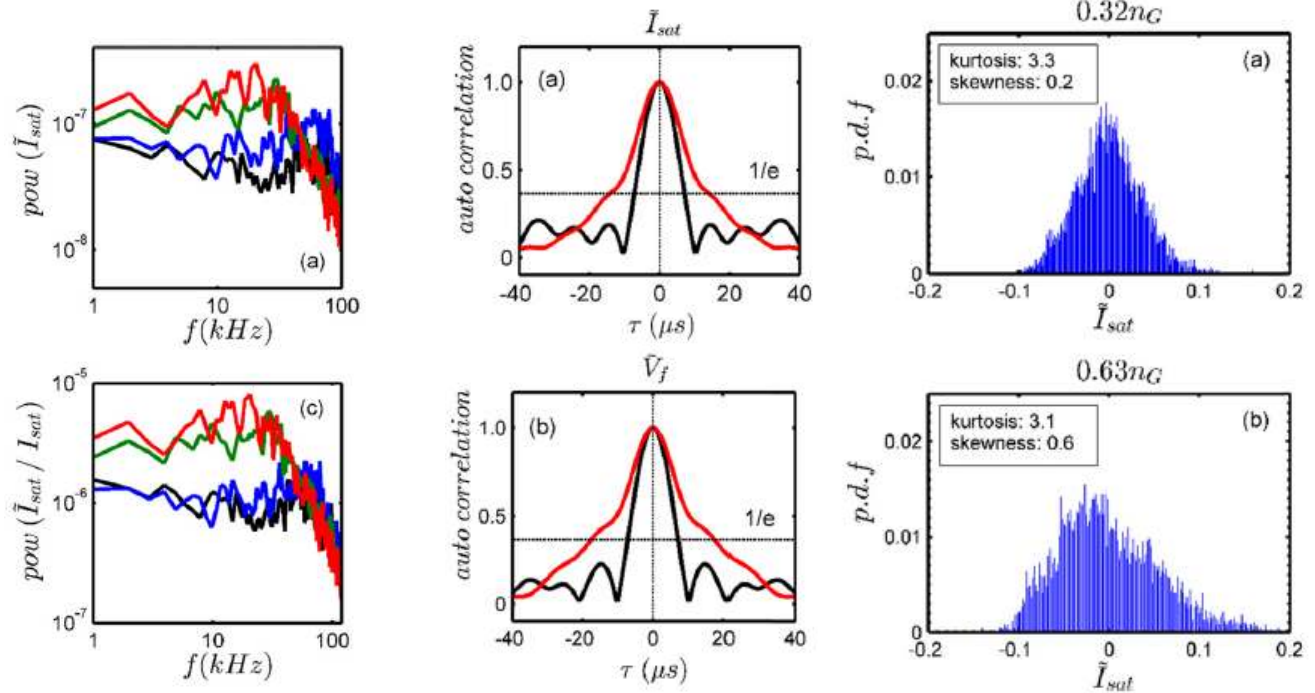 (a)
pow (Ĩsat)
10^-7
10^-8
1
10
100
f(kHz)
(c)
pow (Ĩsat / Isat)
10^-5
10^-6
10^-7
1
10
100
f(kHz)
Ĩsat
(a)
auto correlation
1/e
1.0
0.5
0
-40
-20
0
20
40
τ (μs)
Ṽf
(b)
auto correlation
1/e
1.0
0.5
0
-40
-20
0
20
40
τ (μs)
0.32nG
kurtosis: 3.3
skewness: 0.2
(a)
p.d.f
0.02
0.01
0
-0.2
-0.1
0
0.1
0.2
Ĩsat
0.63nG
kurtosis: 3.1
skewness: 0.6
(b)
p.d.f
0.02
0.01
0
-0.2
-0.1
0
0.1
0.2
Ĩsat